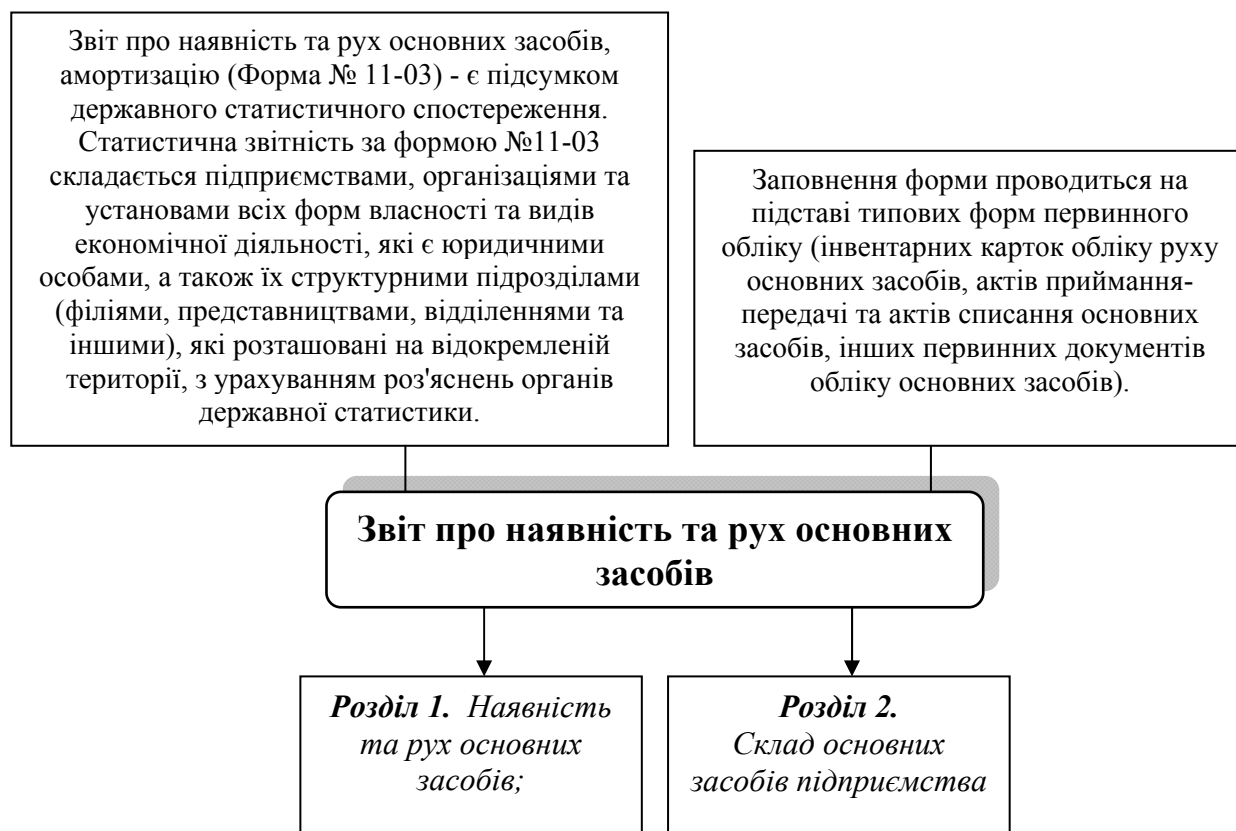 Звіт про наявність та рух основних засобів,
амортизацію (Форма № 11-03) - є підсумком
державного статистичного спостереження.
Статистична звітність за формою №11-03
складається підприємствами, організаціями та
установами всіх форм власності та видів
економічної діяльності, які є юридичними
особами, а також їх структурними підрозділами
(філіями, представництвами, відділеннями та
іншими), які розташовані на відокремленій
території, з урахуванням роз'яснень органів
державної статистики.
Заповнення форми проводиться на
підставі типових форм первинного
обліку (інвентарних карток обліку руху
основних засобів, актів приймання-
передачі та актів списання основних
засобів, інших первинних документів
обліку основних засобів).
Звіт про наявність та рух основних
засобів
Розділ 1. Наявність
та рух основних
засобів;
Розділ 2.
Склад основних
засобів підприємства